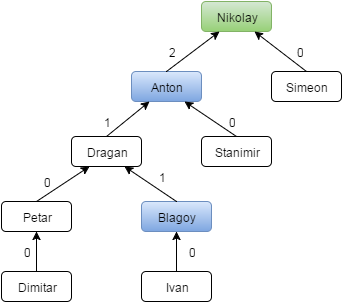 Nikolay
2 0
Anton Simeon
1 0
Dragan Stanimir
0 1
Petar Blagoy
0 0
Dimitar Ivan